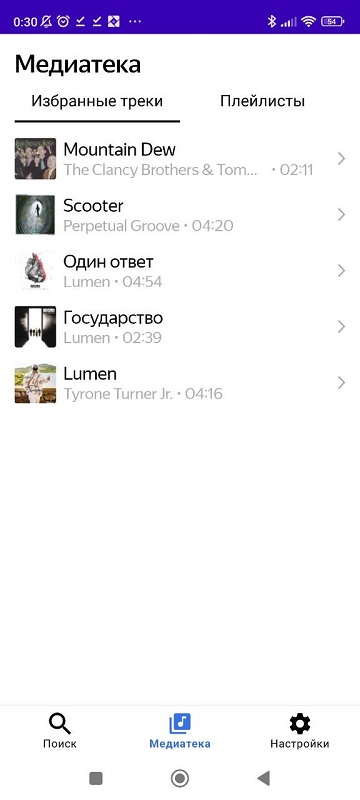 0:30 54
Медиатека
Избранные треки Плейлисты
Mountain Dew
The Clancy Brothers & Tom... • 02:11
Scooter
Perpetual Groove • 04:20
Один ответ
Lumen • 04:54
Государство
Lumen • 02:39
Lumen
Tyrone Turner Jr. • 04:16
Поиск Медиатека Настройки